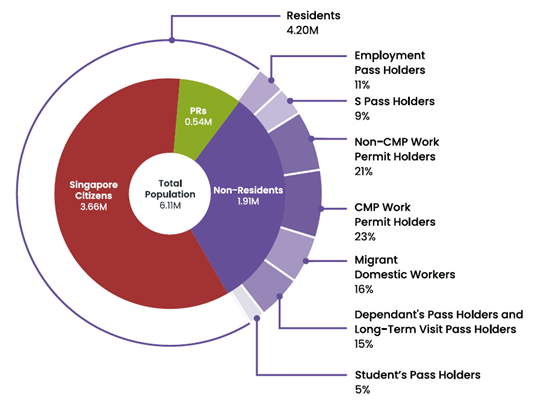 Residents
4.20M
Employment
Pass Holders
11%
S Pass Holders
9%
PRs
0.54M
Non-CMP Work
Permit Holders
21%
Singapore
Citizens
3.66M
Total
Population
6.11M
Non-Residents
1.91M
CMP Work
Permit Holders
23%
Migrant
Domestic Workers
16%
Dependant's Pass Holders and
Long-Term Visit Pass Holders
15%
Student's Pass Holders
5%